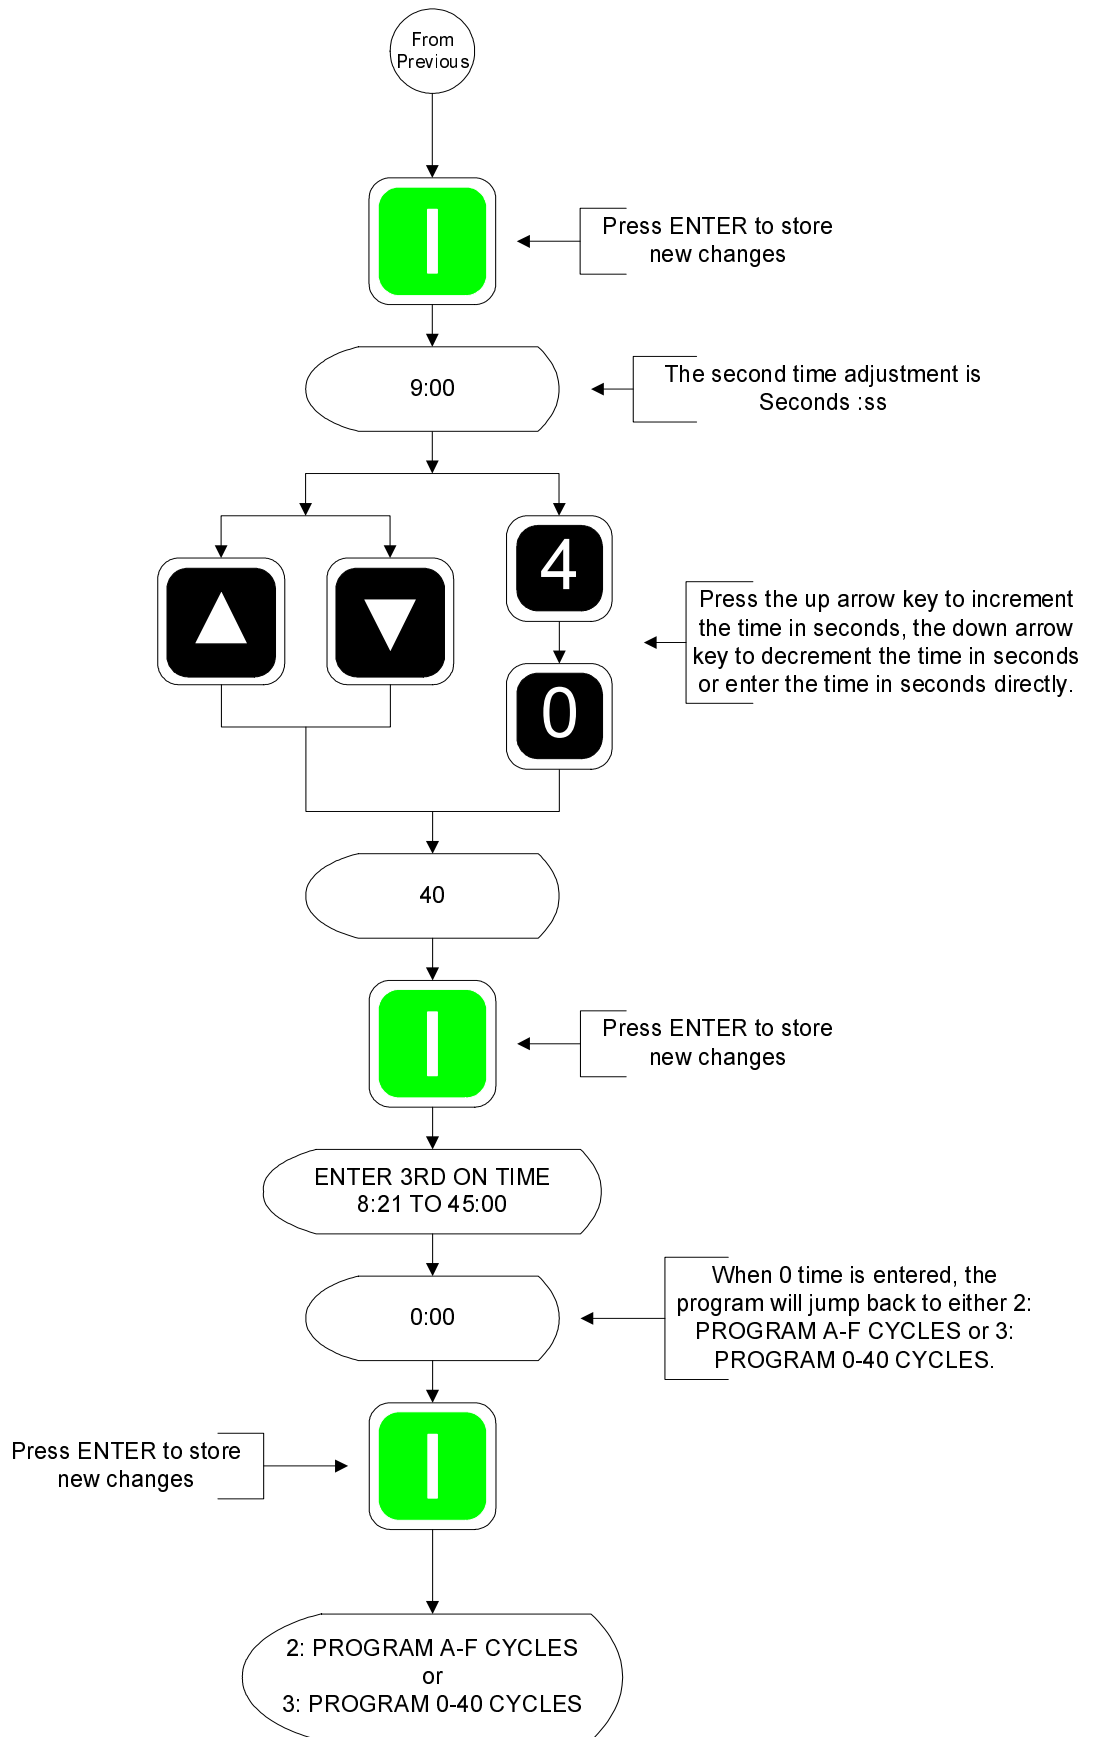 From
Previous
Press ENTER to store
new changes
9:00
The second time adjustment is
Seconds :ss
4
Press the up arrow key to increment
the time in seconds, the down arrow
key to decrement the time in seconds
or enter the time in seconds directly.
0
40
Press ENTER to store
new changes
ENTER 3RD ON TIME
8:21 TO 45:00
0:00
When 0 time is entered, the
program will jump back to either 2:
PROGRAM A-F CYCLES or 3:
PROGRAM 0-40 CYCLES.
Press ENTER to store
new changes
2: PROGRAM A-F CYCLES
or
3: PROGRAM 0-40 CYCLES